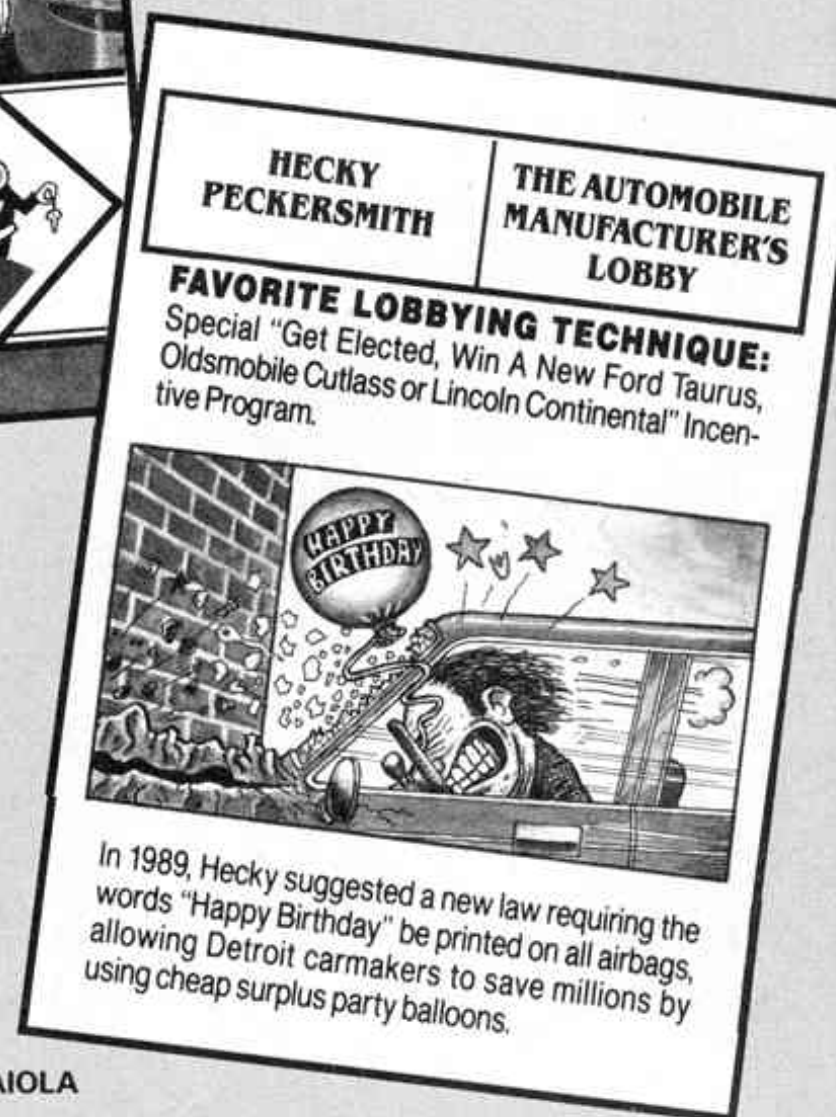 HECKY
PECKERSMITH
THE AUTOMOBILE
MANUFACTURER'S
LOBBY
FAVORITE LOBBYING TECHNIQUE:
Special "Get Elected, Win A New Ford Taurus,
Oldsmobile Cutlass or Lincoln Continental" Incen-
tive Program.
HAPPY
BIRTHDAY
In 1989, Hecky suggested a new law requiring the
words "Happy Birthday" be printed on all airbags,
allowing Detroit carmakers to save millions by
using cheap surplus party balloons.
AIOLA